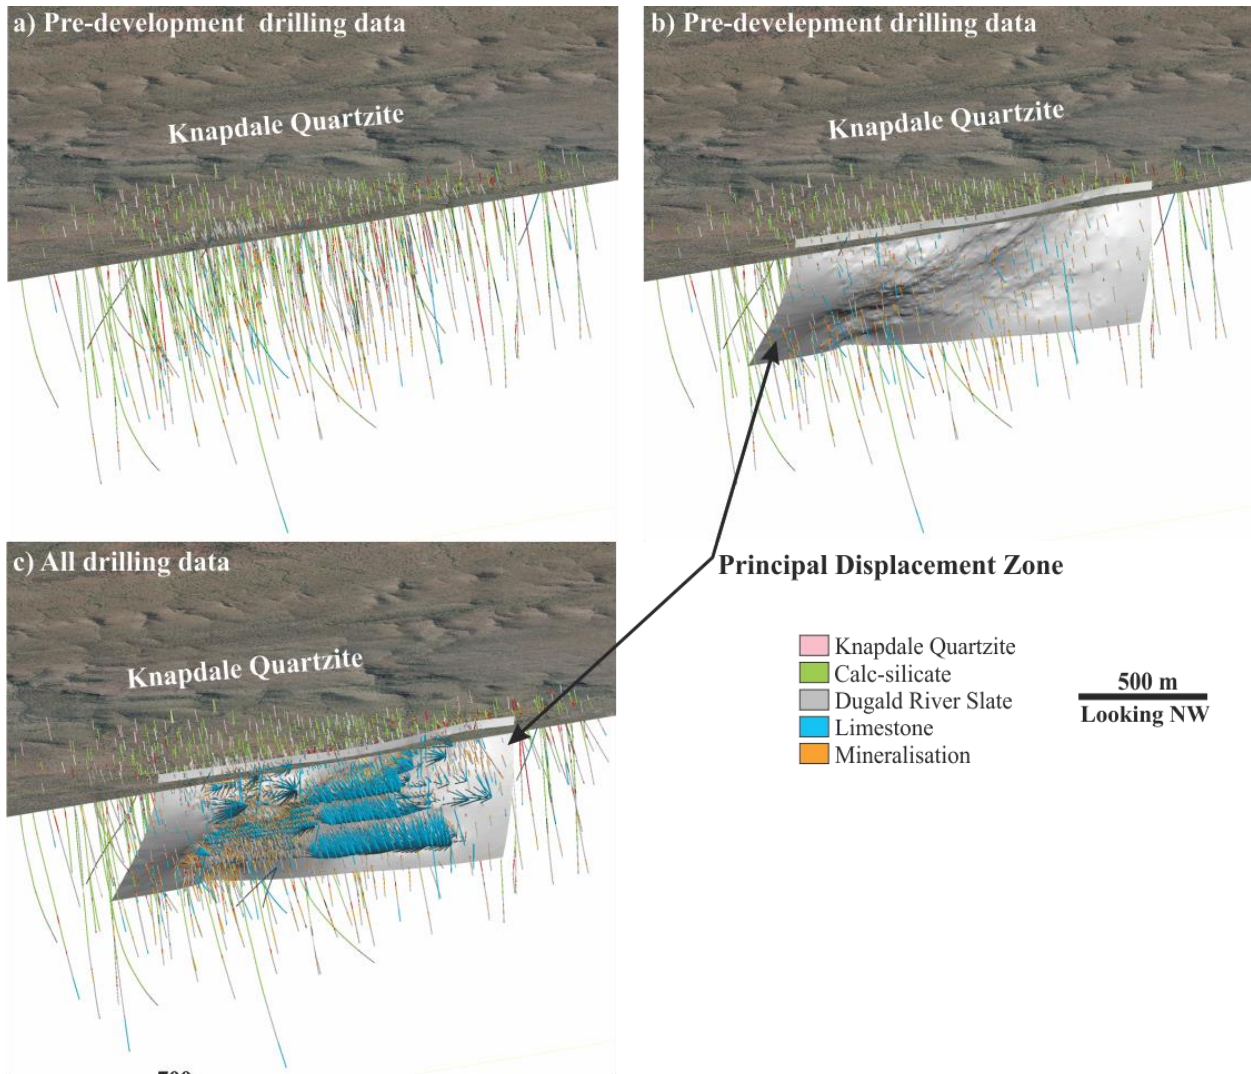 a) Pre-development drilling data
Knapdale Quartzite
b) Pre-develepment drilling data
Knapdale Quartzite
c) All drilling data
Knapdale Quartzite
Principal Displacement Zone
Knapdale Quartzite
Calc-silicate
Dugald River Slate
Limestone
Mineralisation
500 m
Looking NW